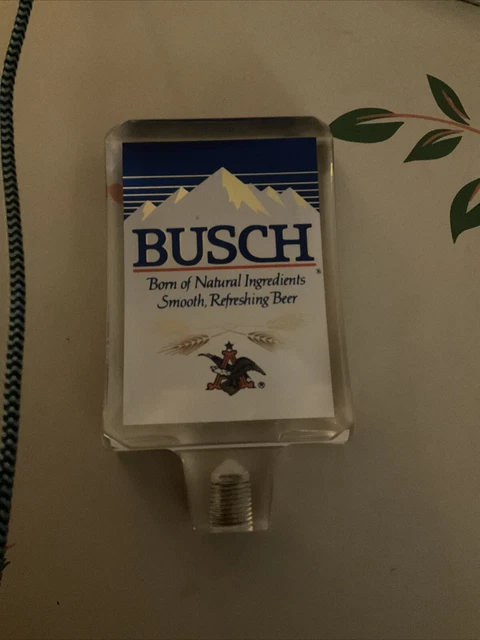 BUSCH
Born of Natural Ingredients
Smooth, Refreshing Beer
A
®